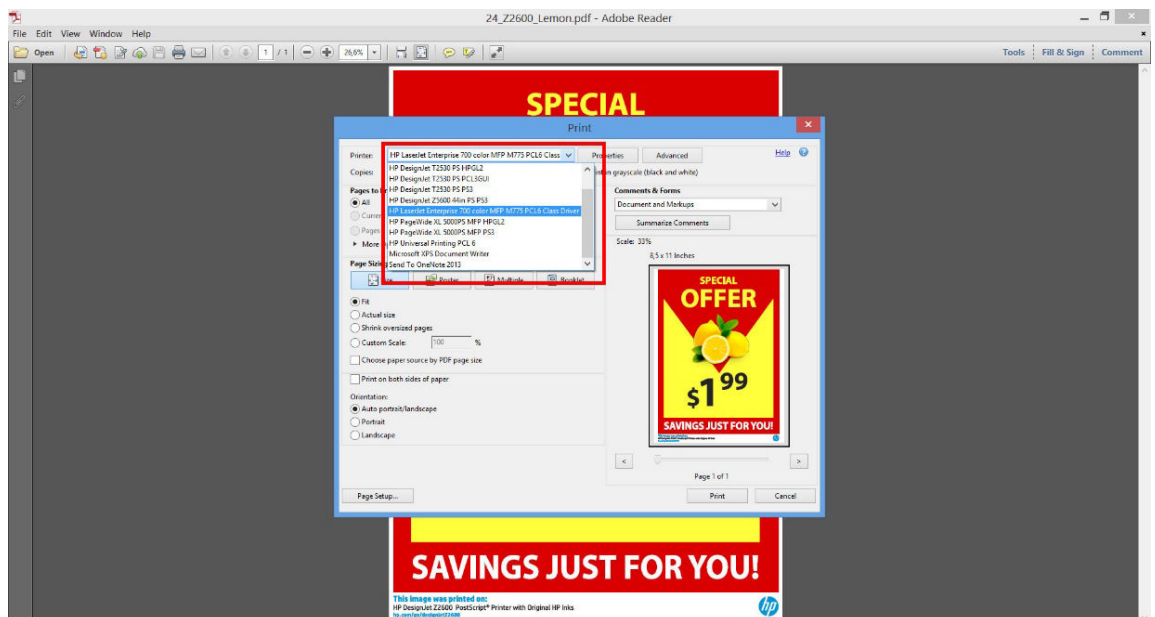 24_Z2600_Lemon.pdf - Adobe Reader
File Edit View Window Help
Open 1 / 1 26,6% Tools Fill & Sign Comment
SPECIAL
Print
Printer: HP LaserJet Enterprise 700 color MFP M775 PCL6 Class Properties Advanced Help
Copies: grayscale (black and white)
HP DesignJet T2530 PS HPGL2
HP DesignJet T2530 PS PCL3GUI
HP DesignJet T2530 PS PS3
HP DesignJet Z5600 44in PS PS3
HP LaserJet Enterprise 700 color MFP M775 PCL6 Class Driver
HP PageWide XL 5000PS MFP HPGL2
HP PageWide XL 5000PS MFP PS3
HP Universal Printing PCL 6
Microsoft XPS Document Writer
Send To OneNote 2013
Pages to
All
Pages
More
Page Sizing
Poster Multiple Booklet
Fit
Actual size
Shrink oversized pages
Custom Scale: 100 %
Choose paper source by PDF page size
Print on both sides of paper
Orientation:
Auto portrait/landscape
Portrait
Landscape
Comments & Forms
Document and Markups
Summarize Comments
Scale: 33%
8,5 x 11 Inches
SPECIAL
OFFER
$1 99
SAVINGS JUST FOR YOU!
< >
Page 1 of 1
Page Setup... Print Cancel
SAVINGS JUST FOR YOU!
This image was printed on:
HP DesignJet Z2600 PostScript® Printer with Original HP Inks
hp